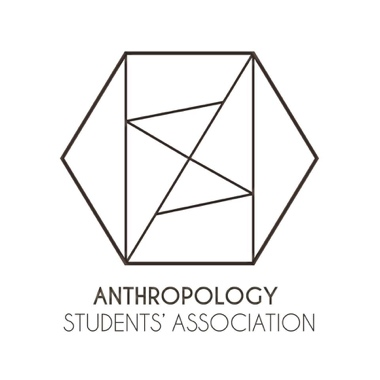 ANTHROPOLOGY
STUDENTS' ASSOCIATION